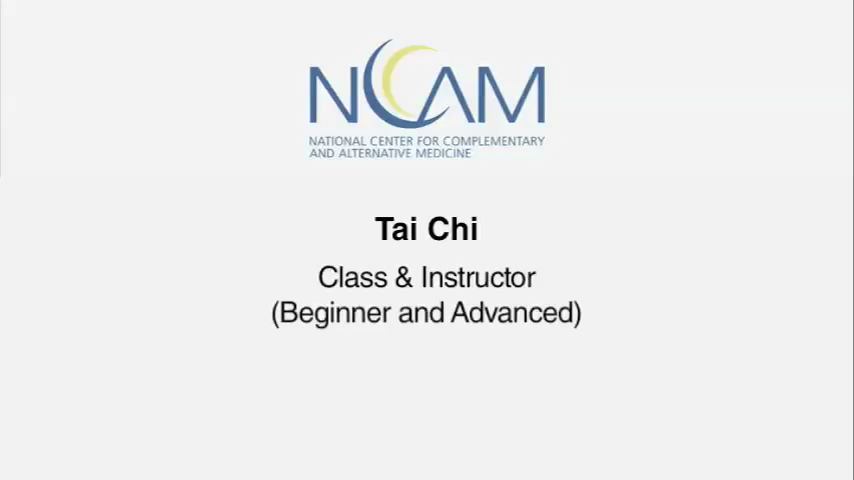 NCCAM
NATIONAL CENTER FOR COMPLEMENTARY
AND ALTERNATIVE MEDICINE
Tai Chi
Class & Instructor
(Beginner and Advanced)